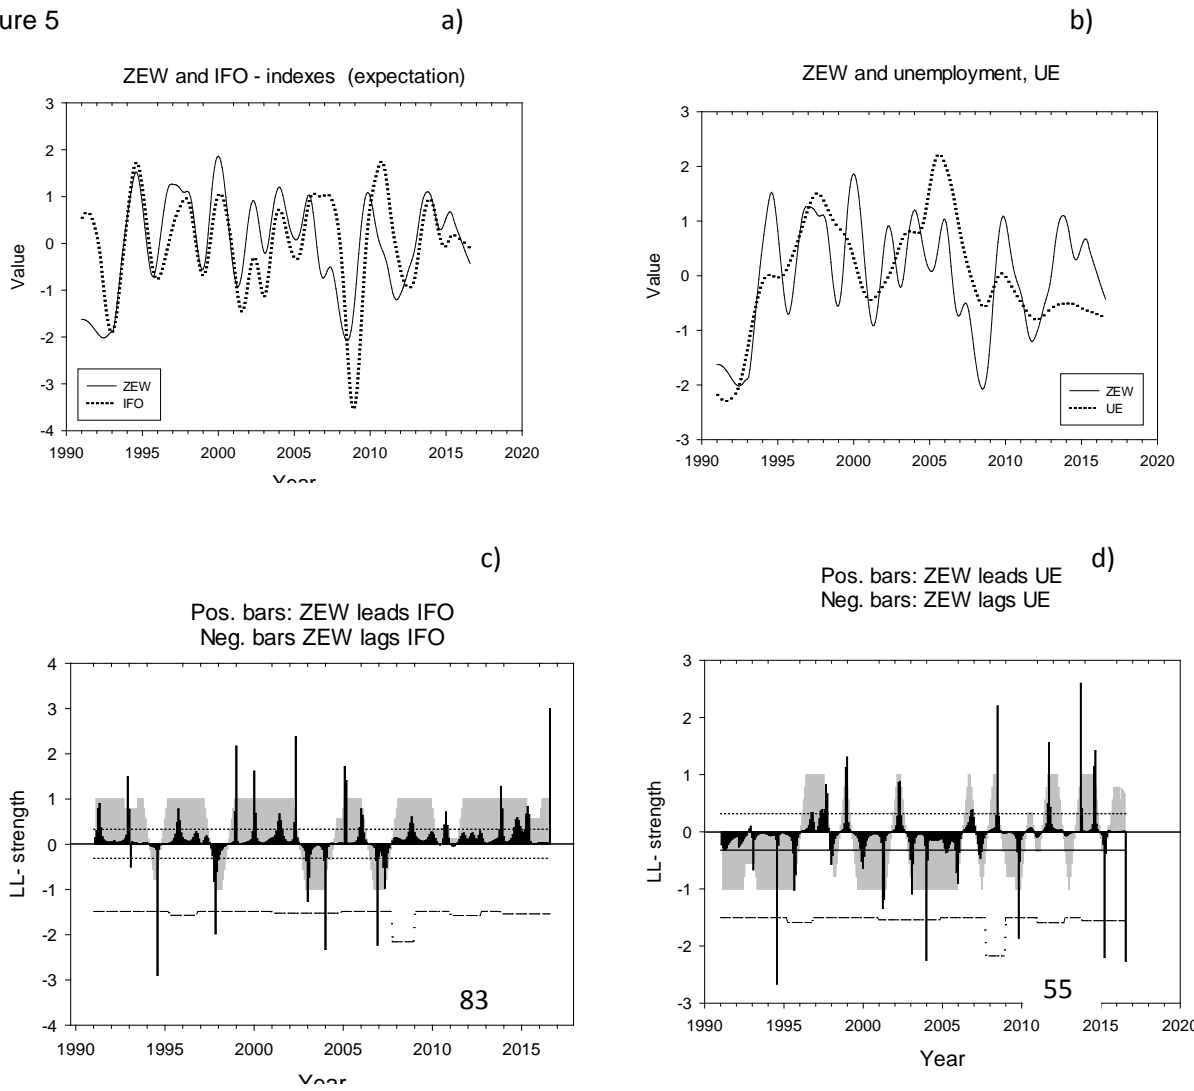 ure 5
a)
b)
ZEW and IFO - indexes (expectation)
ZEW and unemployment, UE
Value
3
2
1
0
-1
-2
-3
-4
ZEW
IFO
1990 1995 2000 2005 2010 2015 2020
Year
Value
3
2
1
0
-1
-2
-3
ZEW
UE
1990 1995 2000 2005 2010 2015 2020
c)
d)
Pos. bars: ZEW leads IFO
Neg. bars ZEW lags IFO
Pos. bars: ZEW leads UE
Neg. bars: ZEW lags UE
LL- strength
4
3
2
1
0
-1
-2
-3
-4
83
1990 1995 2000 2005 2010 2015
Year
LL- strength
3
2
1
0
-1
-2
-3
55
1990 1995 2000 2005 2010 2015 2020
Year